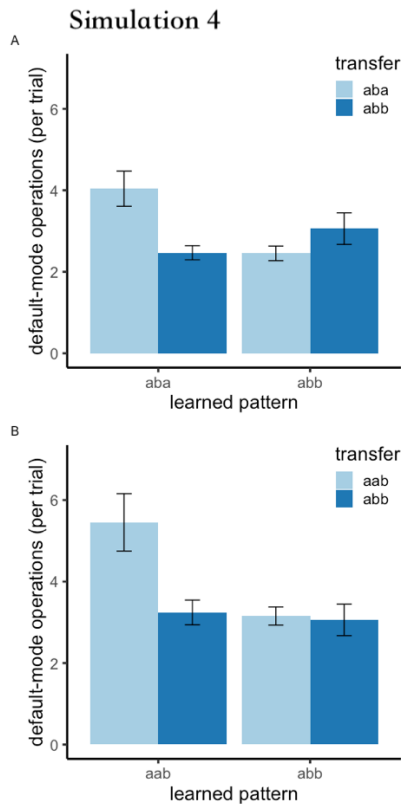 Simulation 4
A
transfer
aba
abb
default-mode operations (per trial)
6
4
2
0
aba
abb
learned pattern
B
transfer
aab
abb
default-mode operations (per trial)
6
4
2
0
aab
abb
learned pattern